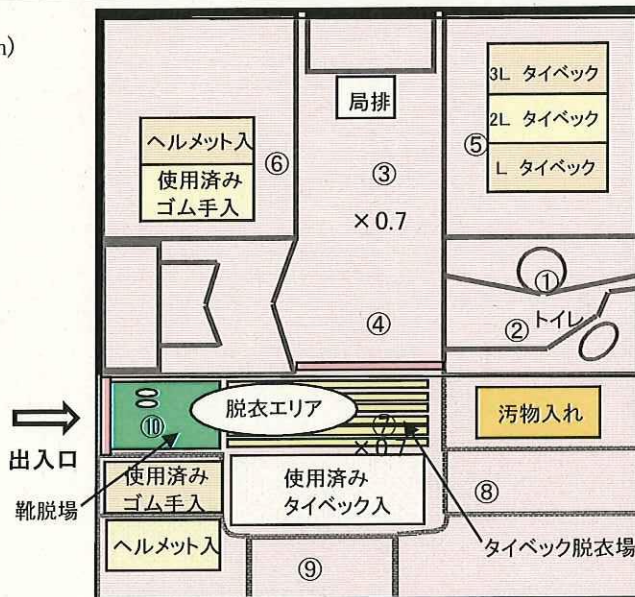 m)
局排
3L タイベック
2L タイベック
L タイベック
⑤
ヘルメット入
使用済み
ゴム手入
⑥
③
×0.7
①
②
トイレ
④
⑩
脱衣エリア
⑦
×0.7
汚物入れ
出入口
靴脱場
使用済み
ゴム手入
使用済み
タイベック入
⑧
ヘルメット入
タイベック脱衣場
⑨